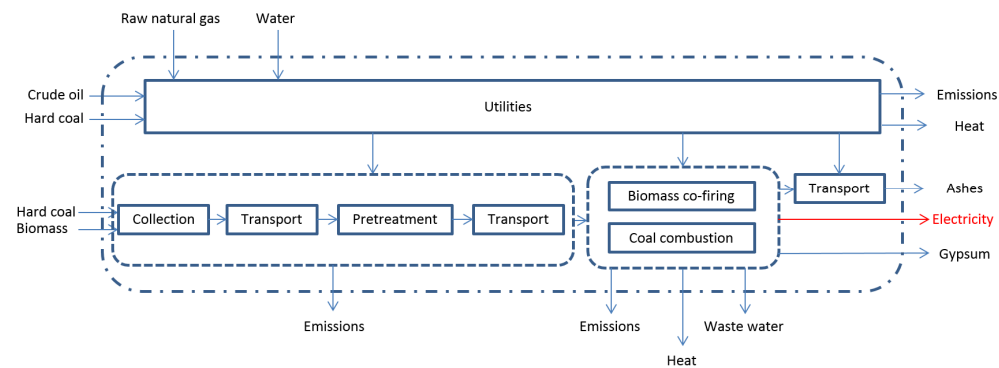 Raw natural gas
Water
Crude oil
Hard coal
Utilities
Emissions
Heat
Hard coal
Biomass
Collection
Transport
Pretreatment
Transport
Biomass co-firing
Coal combustion
Transport
Ashes
Electricity
Gypsum
Emissions
Emissions
Waste water
Heat